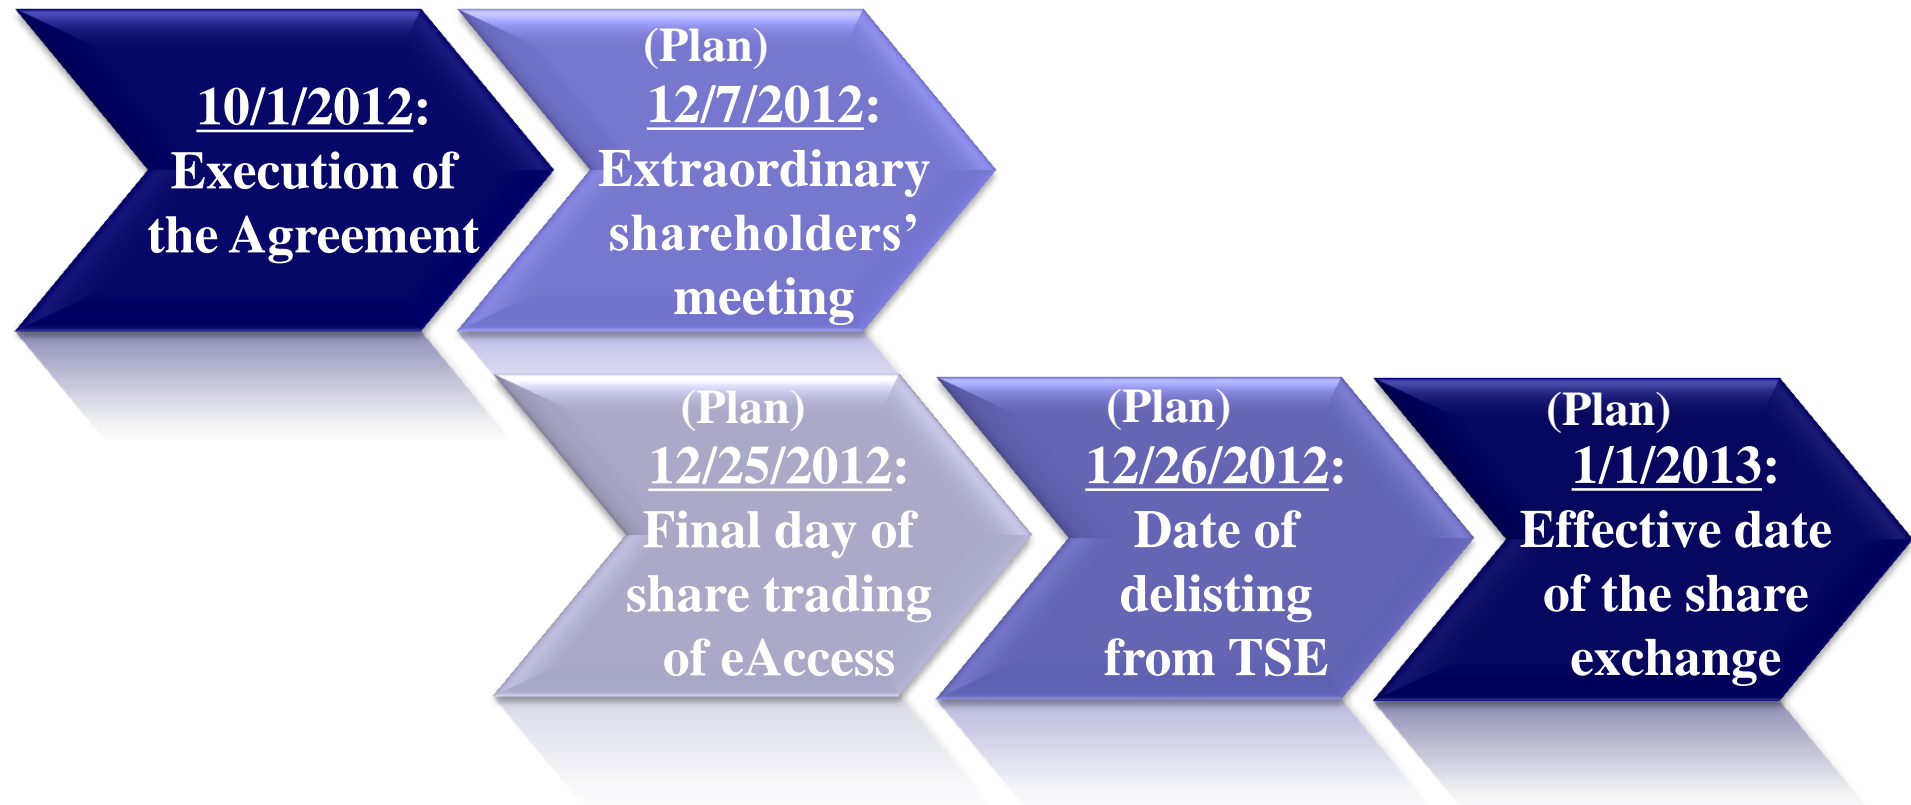 10/1/2012:
Execution of
the Agreement
(Plan)
12/7/2012:
Extraordinary
shareholders’
meeting
(Plan)
12/25/2012:
Final day of
share trading
of eAccess
(Plan)
12/26/2012:
Date of
delisting
from TSE
(Plan)
1/1/2013:
Effective date
of the share
exchange